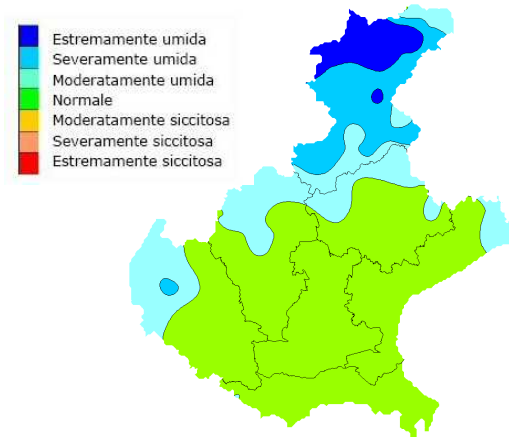 Estremamente umida
Severamente umida
Moderatamente umida
Normale
Moderatamente siccitosa
Severamente siccitosa
Estremamente siccitosa